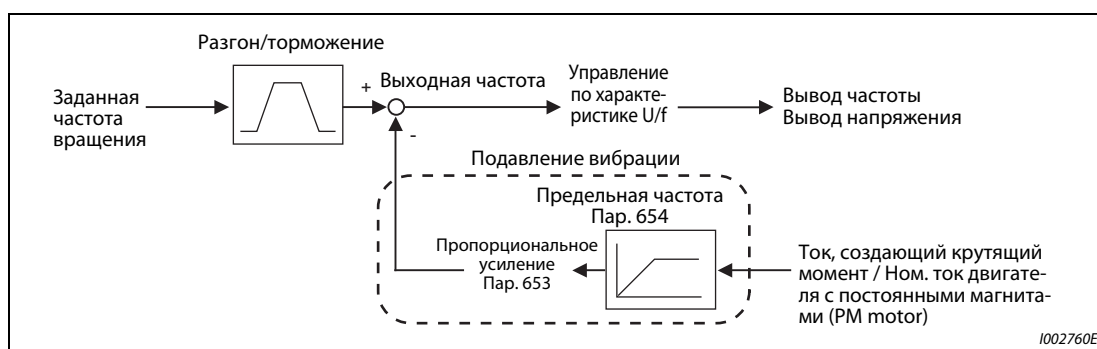 Разгон/торможение
Заданная
частота
вращения
+
Выходная частота
-
Управление
по характе-
ристике U/f
Вывод частоты
Вывод напряжения
Подавление вибрации
Предельная частота
Пар. 654
Пропорциональное
усиление
Пар. 653
Ток, создающий крутящий
момент / Ном. ток двигате-
ля с постоянными магнита-
ми (PM motor)
I002760E